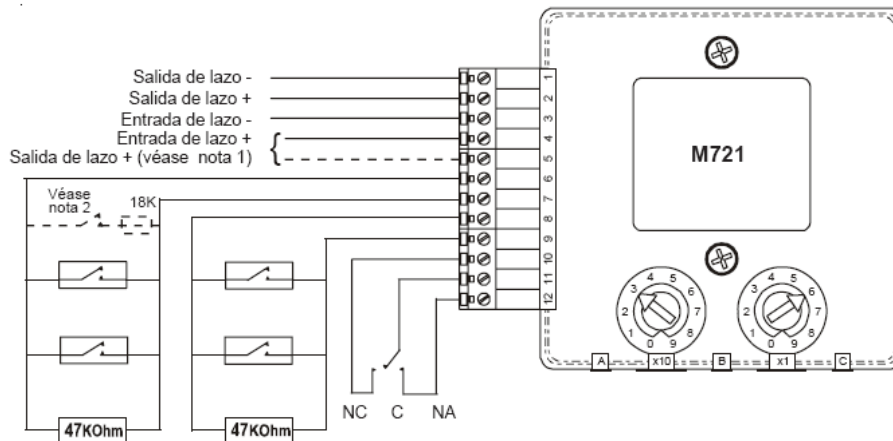 Salida de lazo -
Salida de lazo +
Entrada de lazo -
Entrada de lazo +
Salida de lazo + (véase nota 1)
1
2
3
4
5
6
7
8
9
10
11
12
M721
Véase
nota 2
18K
47KOhm
47KOhm
NC C NA
0 1 2 3 4 5 6 7 8 9
0 1 2 3 4 5 6 7 8 9
A x10 B x1 C